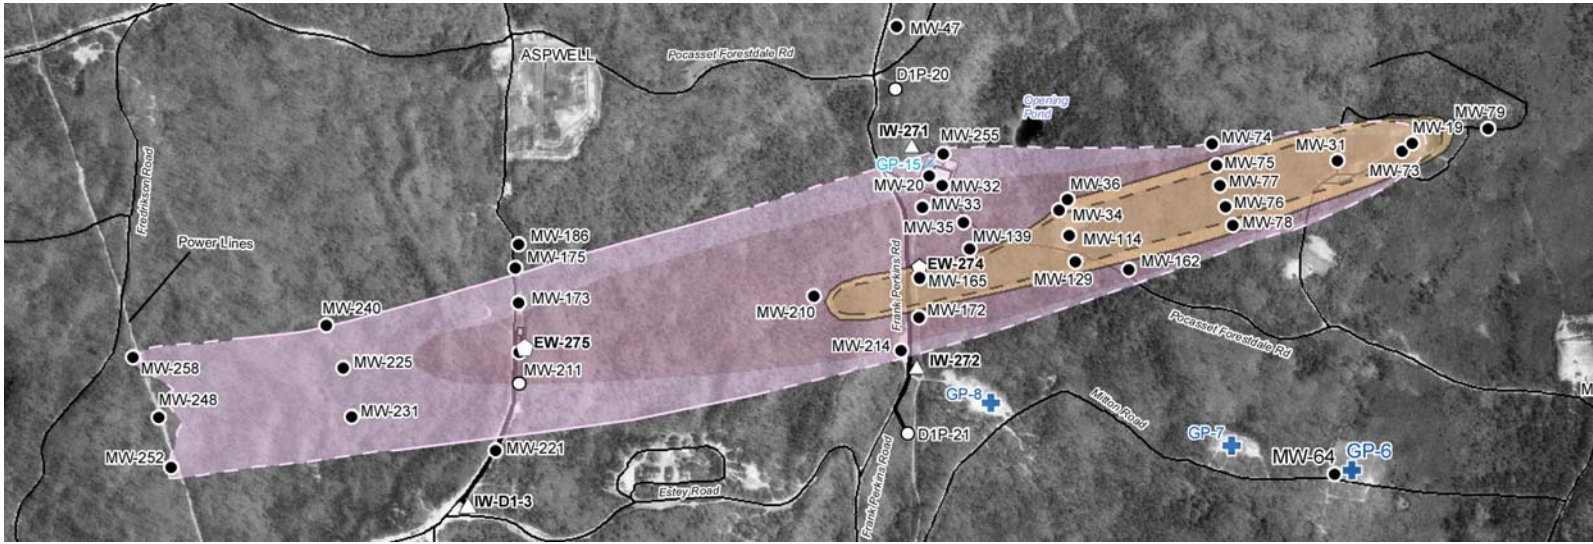 MW-47
ASPWELL
Pocasset Forestdale Rd
D1P-20
Opening
Pond
MW-79
IW-271
MW-255
MW-74
MW-19
MW-31
GP-15
MW-75
MW-73
MW-20
MW-32
MW-77
MW-36
MW-33
MW-34
MW-76
MW-35
MW-78
Fredrikson Road
Power Lines
MW-186
MW-139
MW-114
MW-175
Frank Perkins Rd
EW-274
MW-162
MW-165
MW-129
MW-173
MW-210
MW-172
MW-240
Pocasset Forestdale Rd
EW-275
MW-214
IW-272
MW-258
MW-225
MW-211
GP-8
Milton Road
MW-248
MW-231
D1P-21
GP-7
MW-252
MW-221
MW-64
GP-6
Estey Road
Frank Perkins Road
IW-D1-3
M